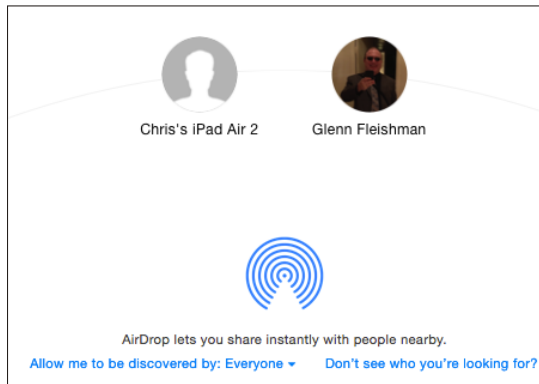 Chris's iPad Air 2 Glenn Fleishman
AirDrop lets you share instantly with people nearby.
Allow me to be discovered by: Everyone Don't see who you're looking for?